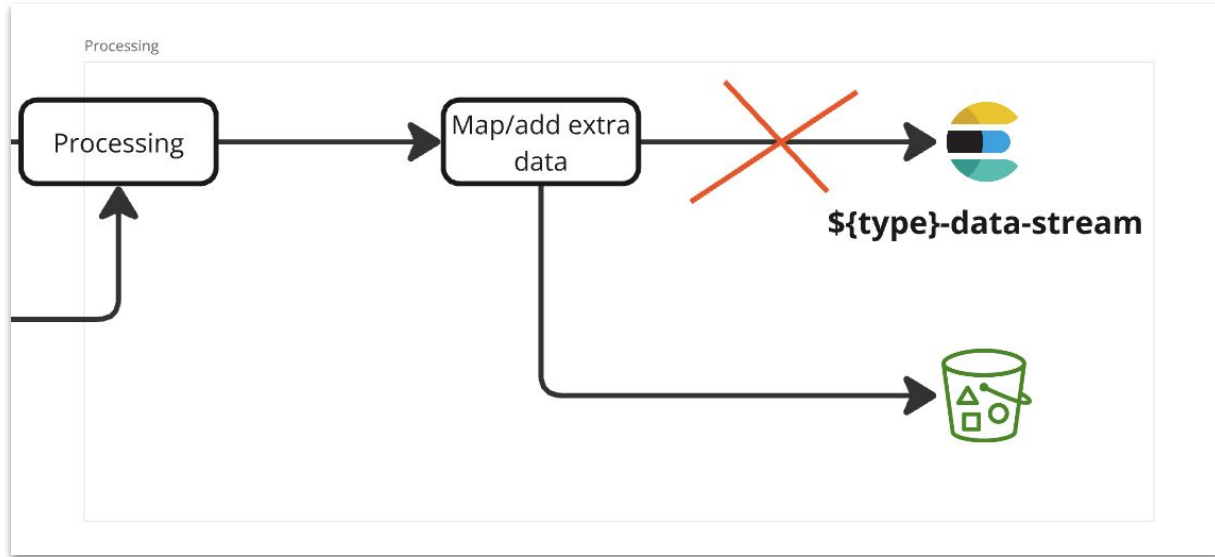 Processing
Processing
Map/add extra
data
${type}-data-stream